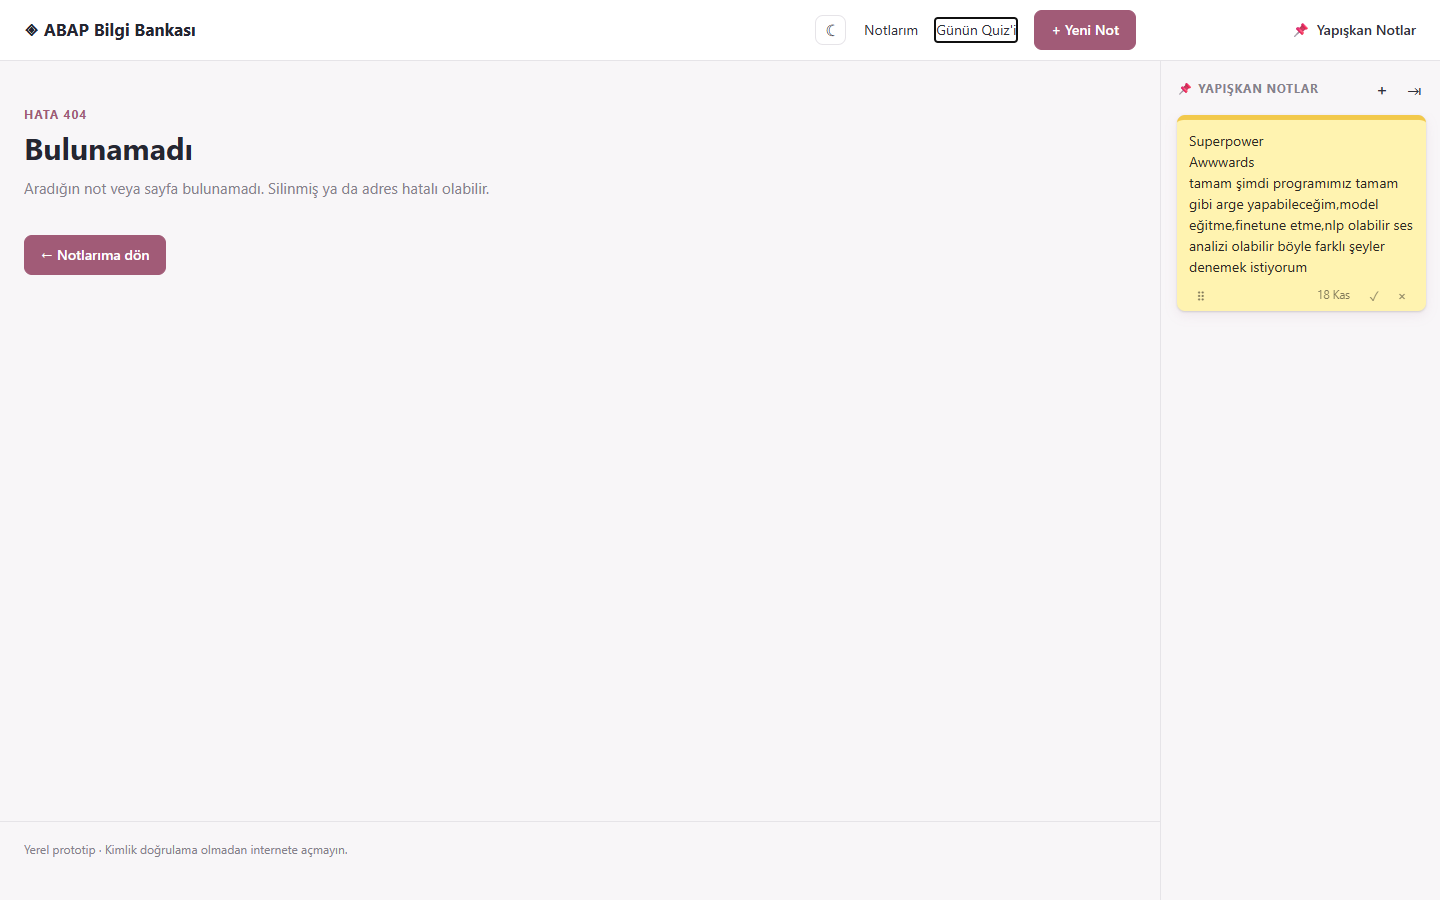 ◈ ABAP Bilgi Bankası
☾ Notlarım Günün Quiz'i + Yeni Not
📌 Yapışkan Notlar
HATA 404
Bulunamadı
Aradığın not veya sayfa bulunamadı. Silinmiş ya da adres hatalı olabilir.
← Notlarıma dön
📌 YAPIŞKAN NOTLAR + ⇥
Superpower
Awwwards
tamam şimdi programımız tamam
gibi arge yapabileceğim,model
eğitme,finetune etme,nlp olabilir ses
analizi olabilir böyle farklı şeyler
denemek istiyorum
⠿ 18 Kas ✓ ×
Yerel prototip · Kimlik doğrulama olmadan internete açmayın.